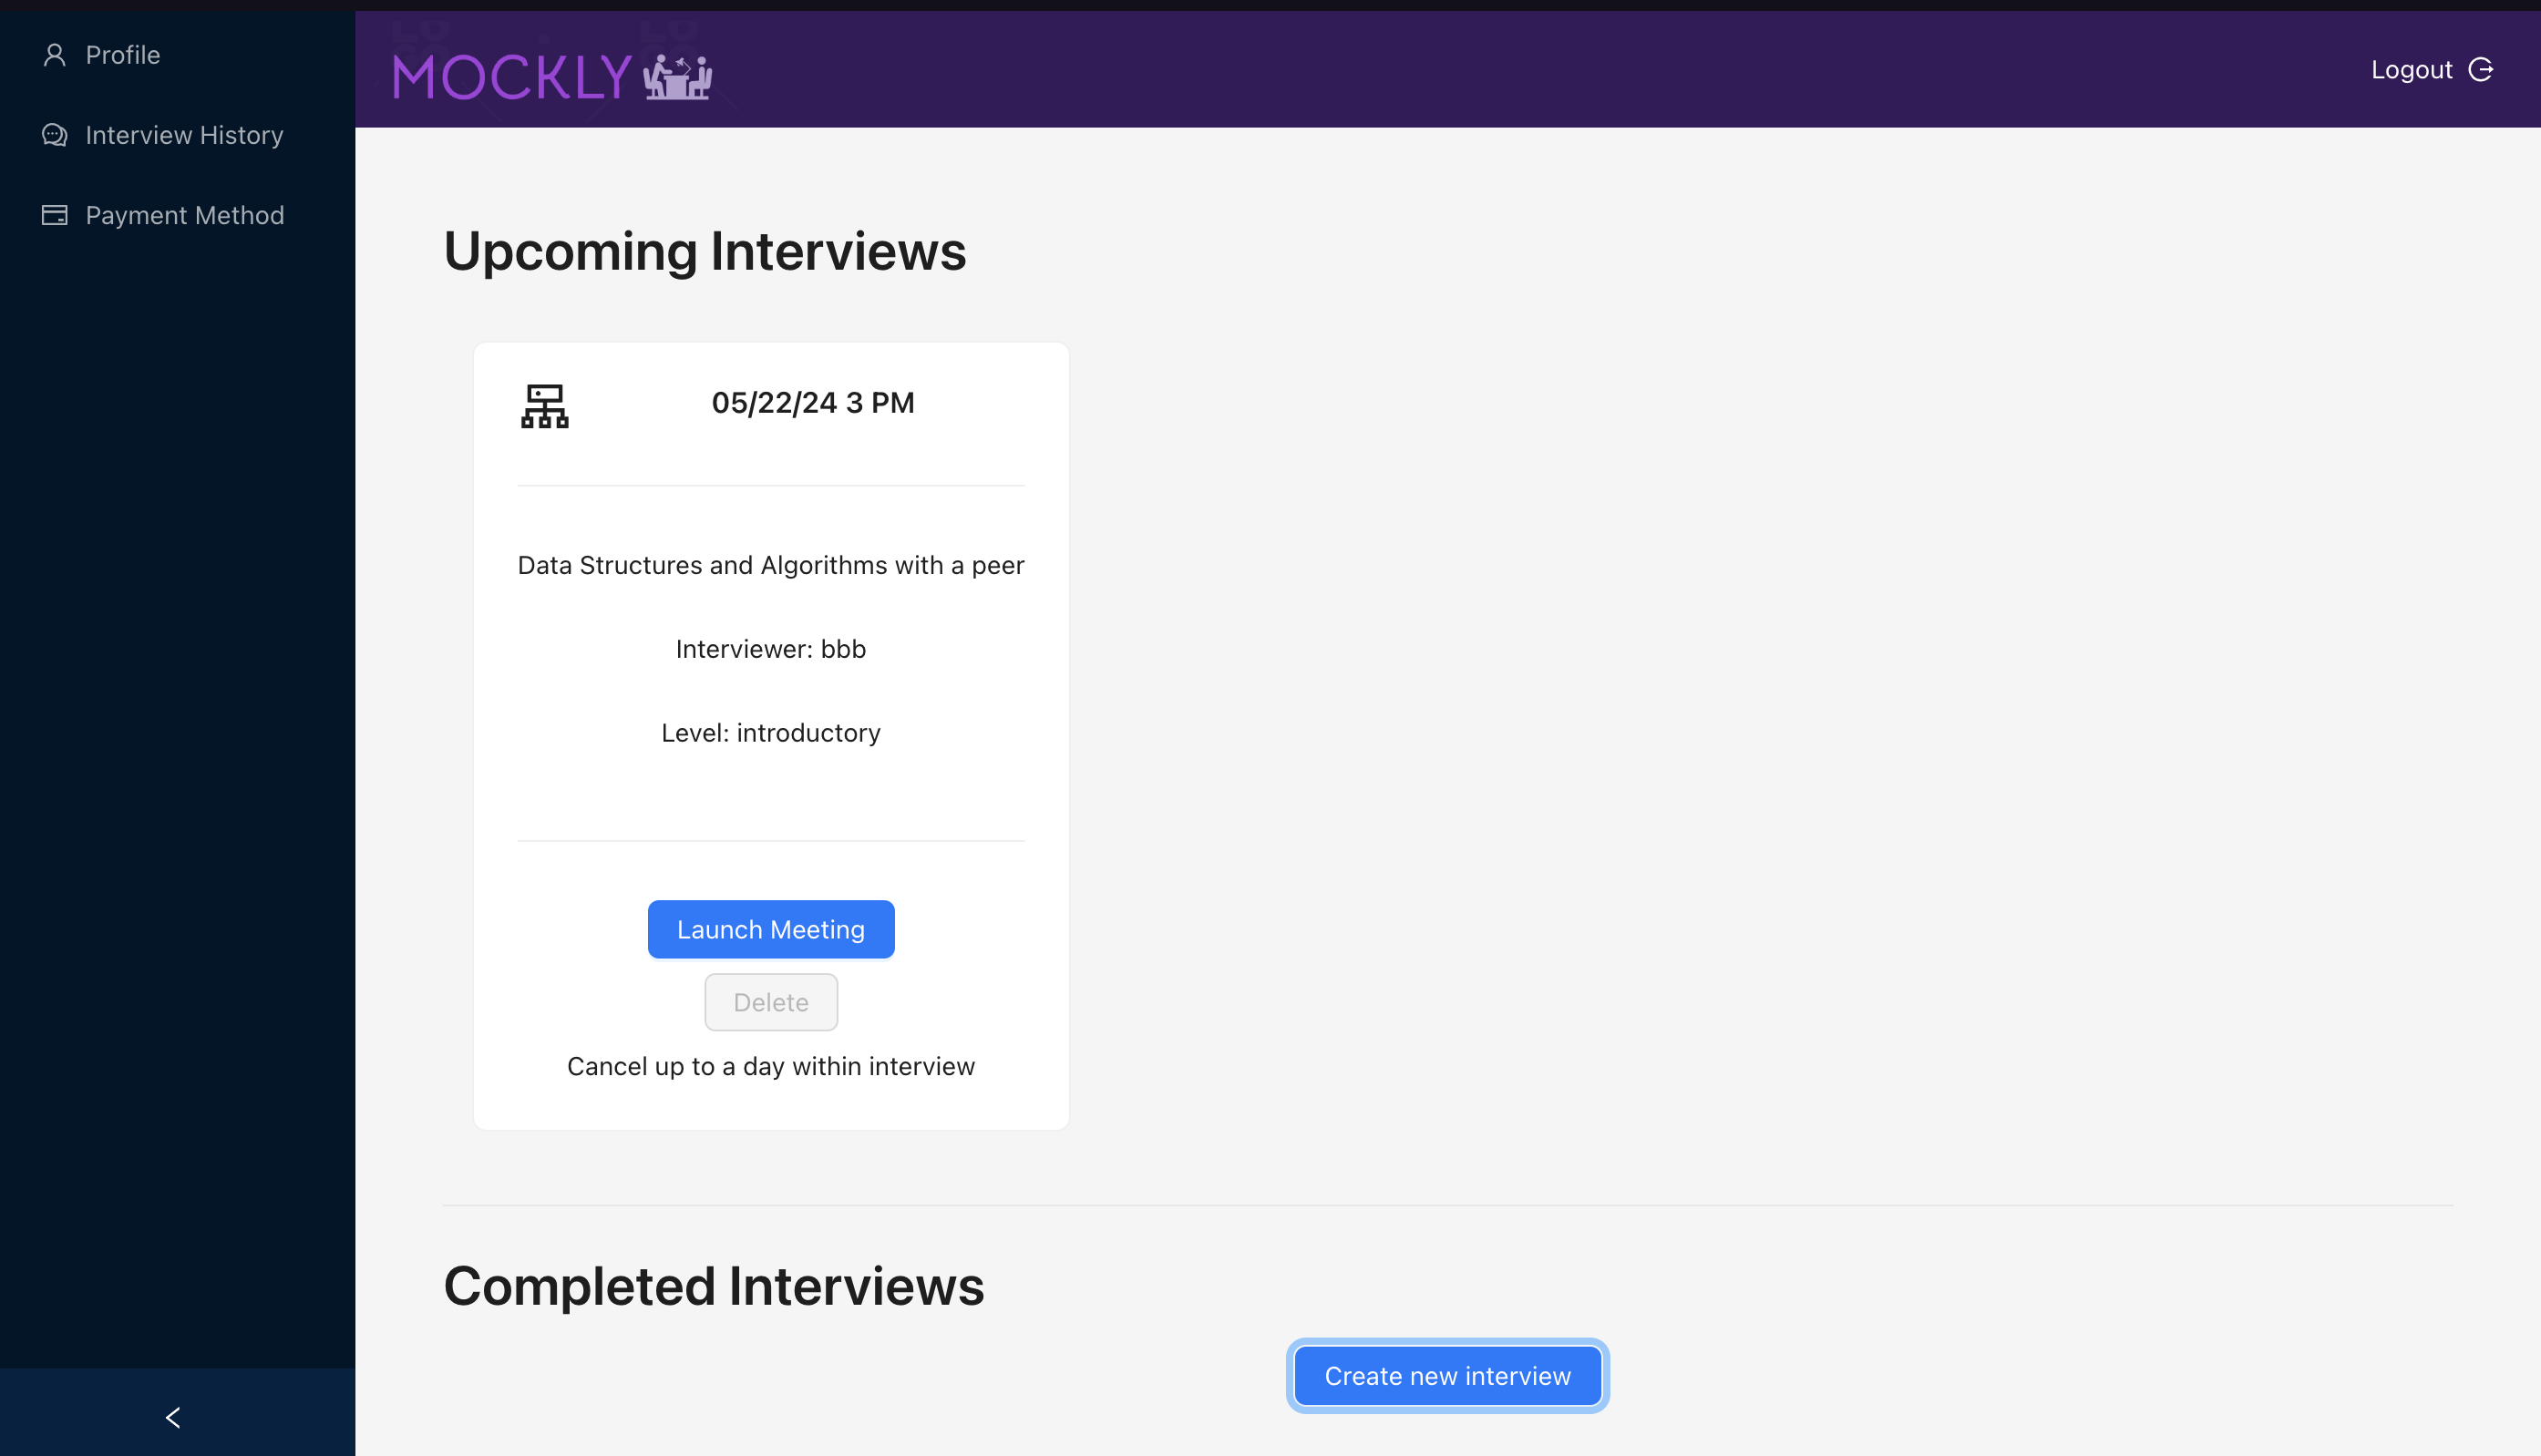 Profile
Interview History
Payment Method
MOCKLY
Logout
Upcoming Interviews
05/22/24 3 PM
Data Structures and Algorithms with a peer
Interviewer: bbb
Level: introductory
Launch Meeting
Delete
Cancel up to a day within interview
Completed Interviews
Create new interview